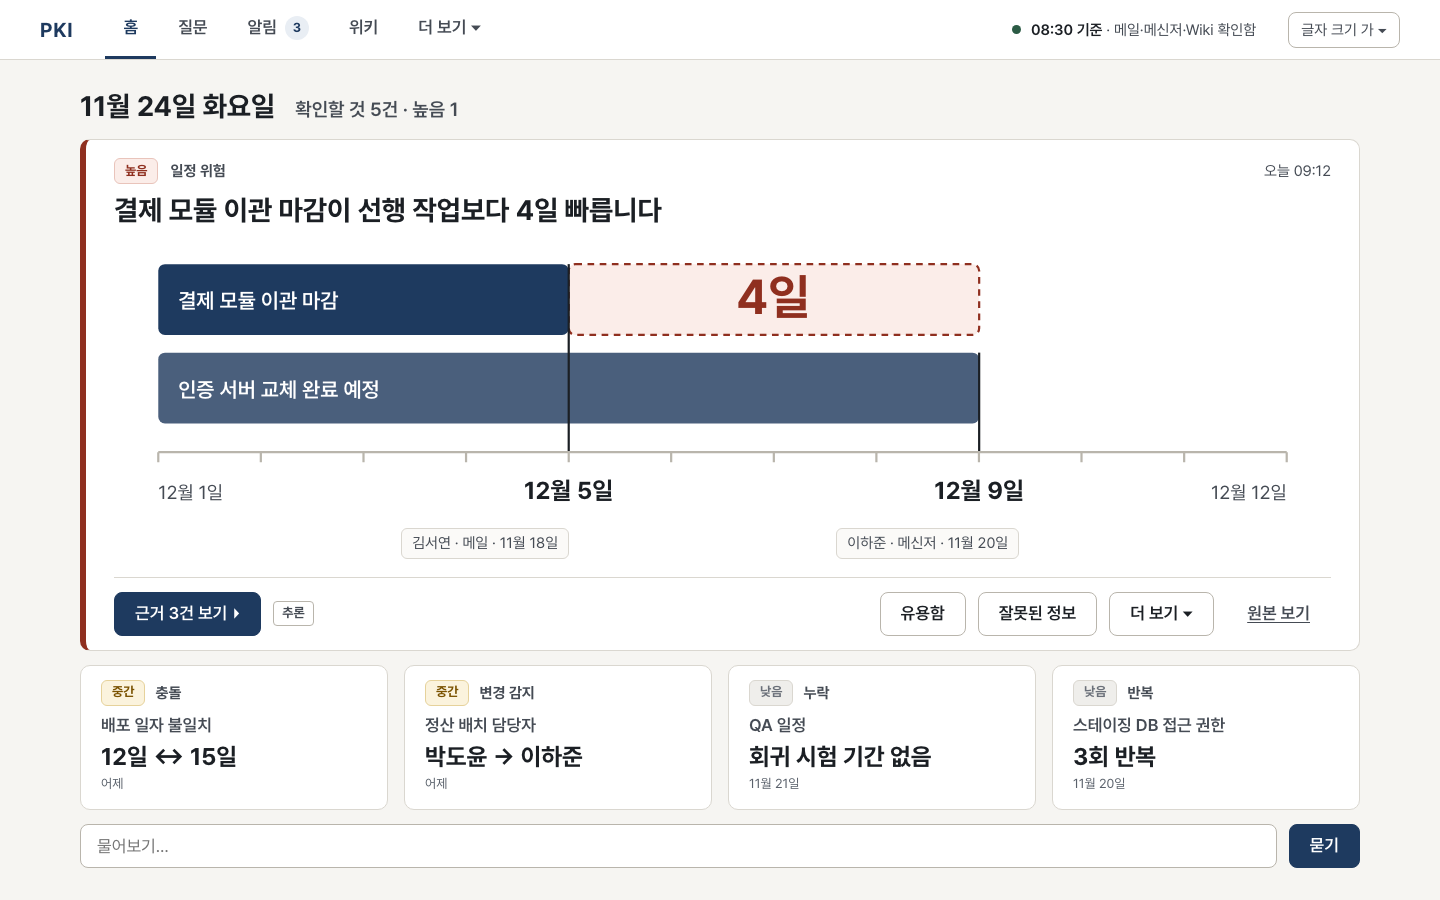 PKI 홈 질문 알림 3 위키 더 보기 08:30 기준 · 메일·메신저·Wiki 확인함 글자 크기 가
11월 24일 화요일 확인할 것 5건 · 높음 1
높음 일정 위험 오늘 09:12
결제 모듈 이관 마감이 선행 작업보다 4일 빠릅니다
결제 모듈 이관 마감 4일
인증 서버 교체 완료 예정
12월 1일 12월 5일 12월 9일 12월 12일
김서연 · 메일 · 11월 18일 이하준 · 메신저 · 11월 20일
근거 3건 보기 추론 유용함 잘못된 정보 더 보기 원본 보기
중간 충돌
배포 일자 불일치
12일 ↔ 15일
어제
중간 변경 감지
정산 배치 담당자
박도윤 → 이하준
어제
낮음 누락
QA 일정
회귀 시험 기간 없음
11월 21일
낮음 반복
스테이징 DB 접근 권한
3회 반복
11월 20일
물어보기... 묻기